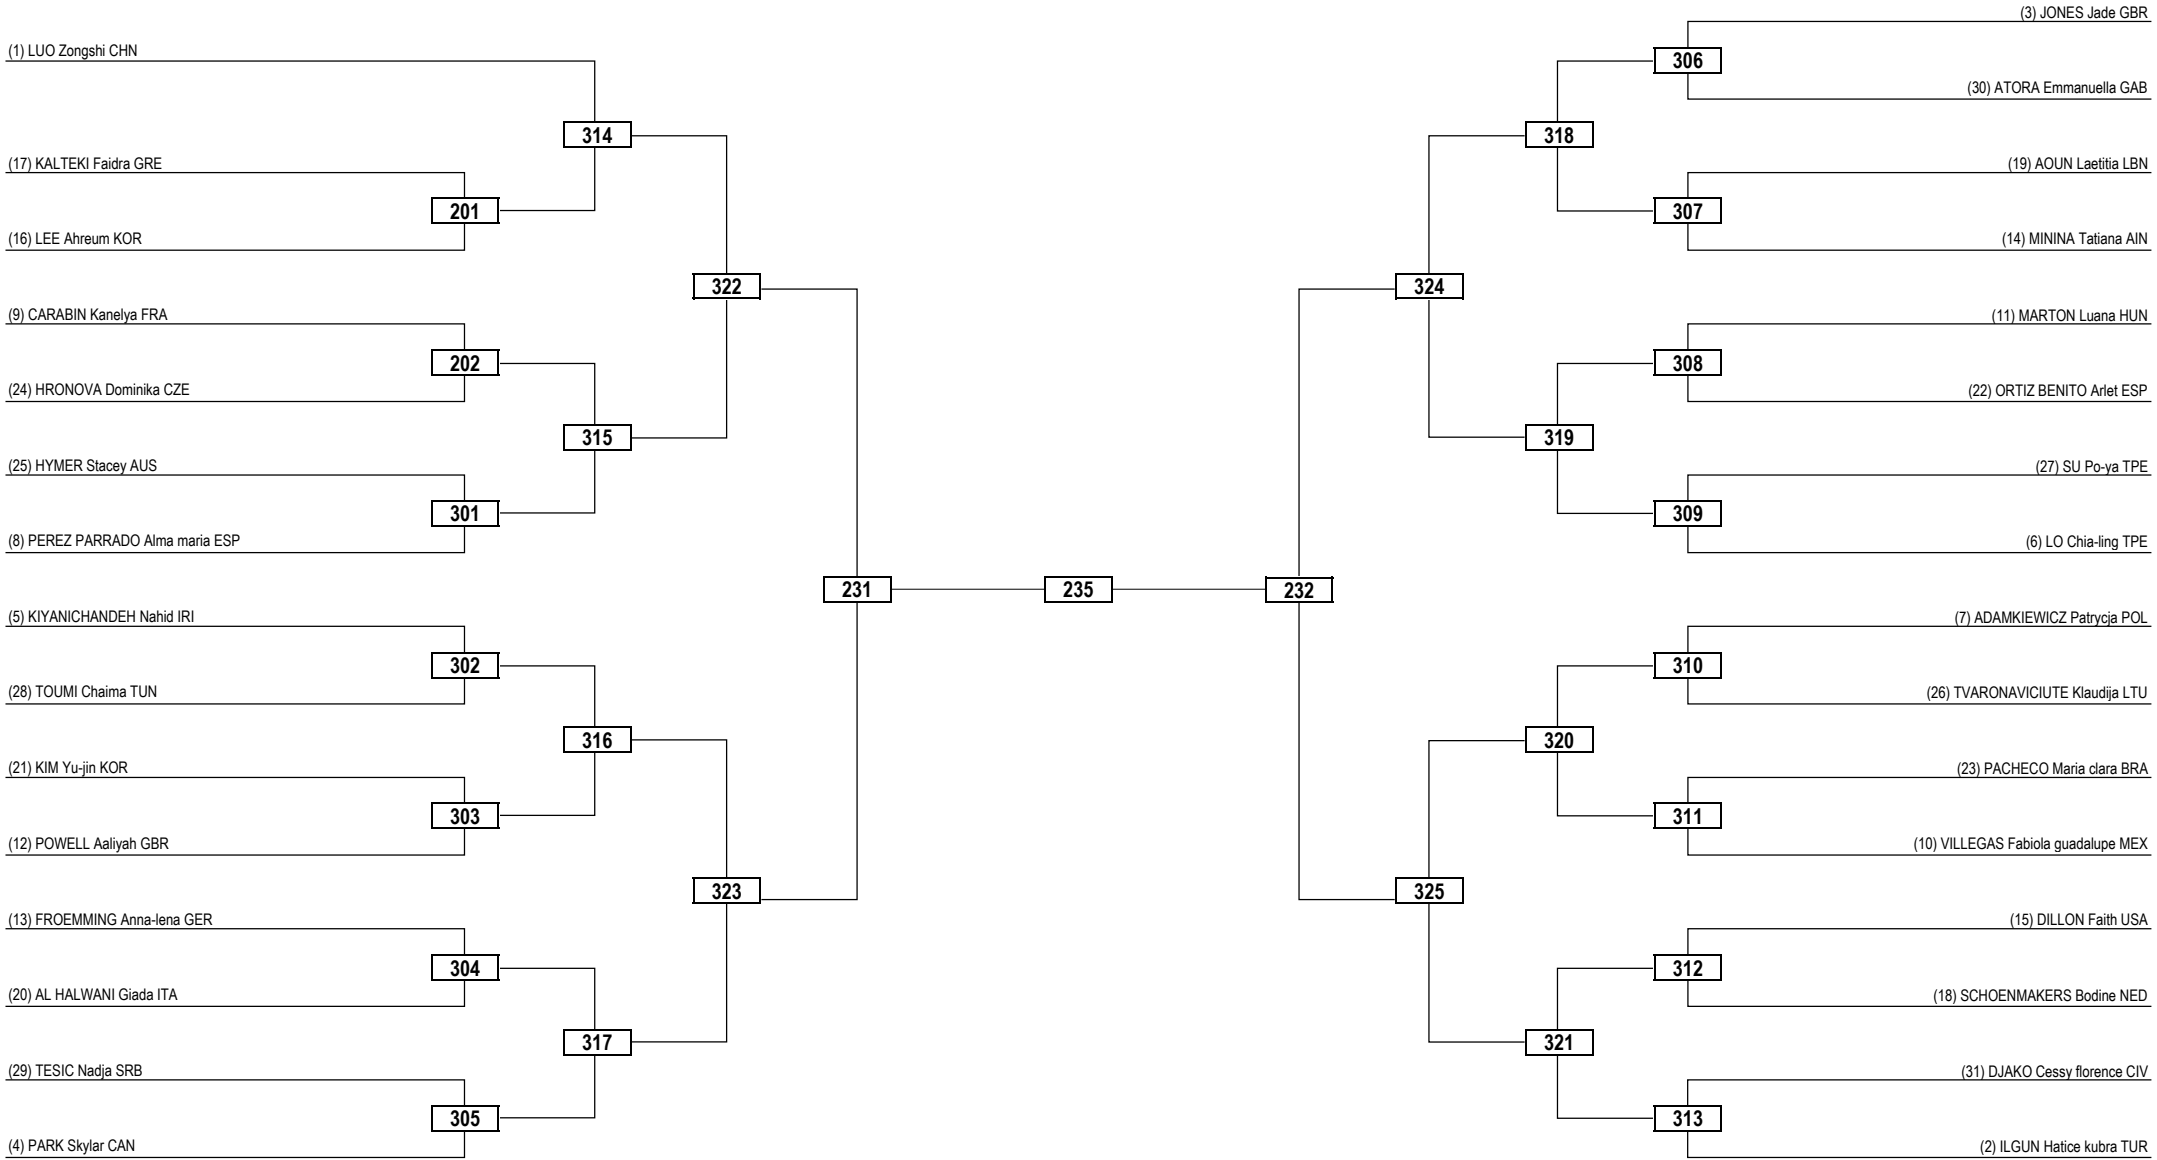 (1) LUO Zongshi CHN
314
(17) KALTEKI Faidra GRE
201
(16) LEE Ahreum KOR
322
(9) CARABIN Kanelya FRA
202
(24) HRONOVA Dominika CZE
315
(25) HYMER Stacey AUS
301
(8) PEREZ PARRADO Alma maria ESP
231
(5) KIYANICHANDEH Nahid IRI
302
(28) TOUMI Chaima TUN
316
(21) KIM Yu-jin KOR
303
(12) POWELL Aaliyah GBR
323
(13) FROEMMING Anna-lena GER
304
(20) AL HALWANI Giada ITA
317
(29) TESIC Nadja SRB
305
(4) PARK Skylar CAN
235
(3) JONES Jade GBR
306
(30) ATORA Emmanuella GAB
318
(19) AOUN Laetitia LBN
307
(14) MININA Tatiana AIN
324
(11) MARTON Luana HUN
308
(22) ORTIZ BENITO Arlet ESP
319
(27) SU Po-ya TPE
309
(6) LO Chia-ling TPE
232
(7) ADAMKIEWICZ Patrycja POL
310
(26) TVARONAVICIUTE Klaudija LTU
320
(23) PACHECO Maria clara BRA
311
(10) VILLEGAS Fabiola guadalupe MEX
325
(15) DILLON Faith USA
312
(18) SCHOENMAKERS Bodine NED
321
(31) DJAKO Cessy florence CIV
313
(2) ILGUN Hatice kubra TUR